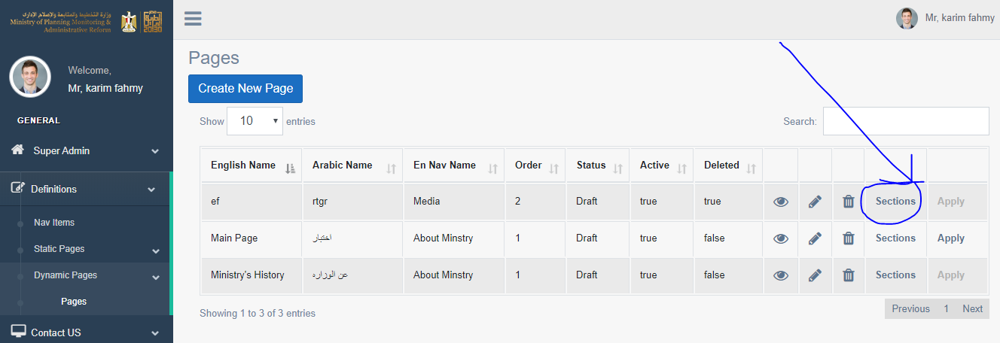 وزارة التخطيط والمتابعة والإصلاح الإدارى
Ministry of Planning Monitoring &
Administrative Reform
2030
Mr, karim fahmy
Welcome,
Mr, karim fahmy
GENERAL
Super Admin
Definitions
Nav Items
Static Pages
Dynamic Pages
Pages
Contact US
Pages
Create New Page
Show 10 entries
Search:
English Name Arabic Name En Nav Name Order Status Active Deleted
ef rtgr Media 2 Draft true true Sections Apply
Main Page اختبار About Minstry 1 Draft true false Sections Apply
Ministry's History عن الوزاره About Minstry 1 Draft true false Sections Apply
Showing 1 to 3 of 3 entries
Previous 1 Next